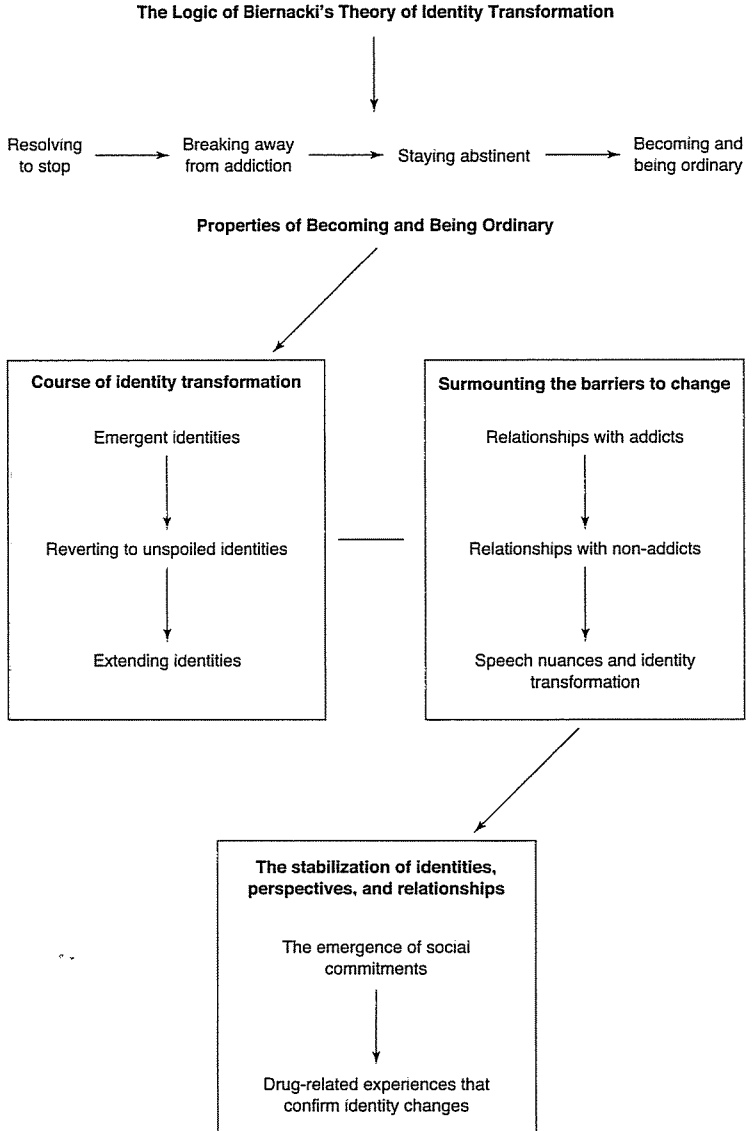 The Logic of Biernacki's Theory of Identity Transformation
Resolving
to stop
Breaking away
from addiction
Staying abstinent
Becoming and
being ordinary
Properties of Becoming and Being Ordinary
Course of identity transformation
Emergent identities
Reverting to unspoiled identities
Extending identities
Surmounting the barriers to change
Relationships with addicts
Relationships with non-addicts
Speech nuances and identity
transformation
The stabilization of identities,
perspectives, and relationships
The emergence of social
commitments
Drug-related experiences that
confirm identity changes